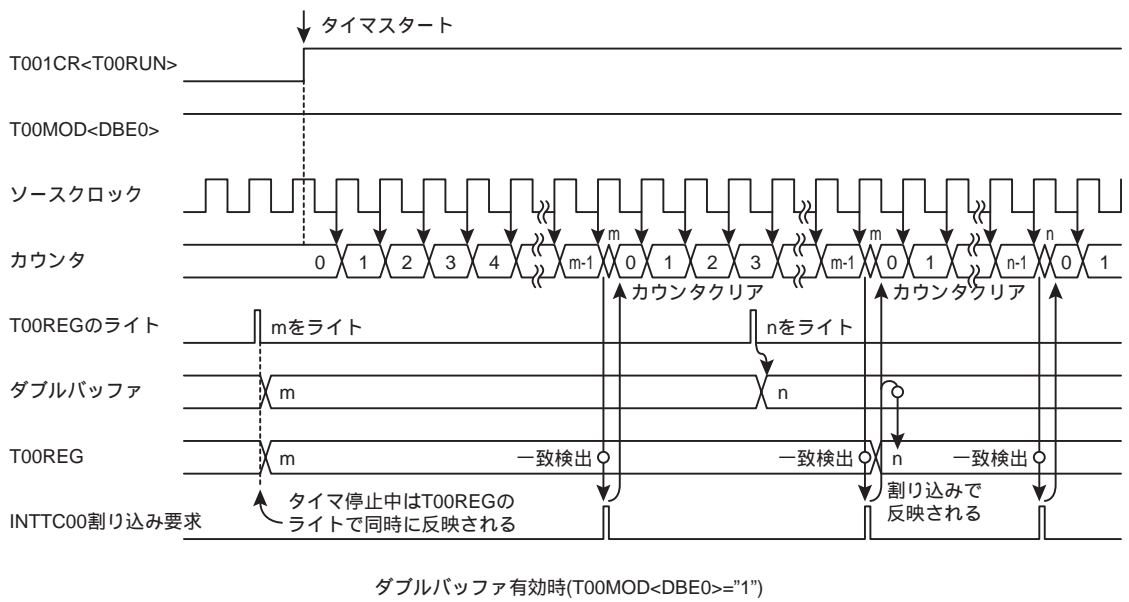 タイマスタート
T001CR<T00RUN>
T00MOD<DBE0>
ソースクロック
カウンタ
0 1 2 3 4 m-1 m 0 1 2 3 m-1 m 0 1 n-1 n 0 1
カウンタクリア カウンタクリア
T00REGのライト mをライト nをライト
ダブルバッファ m n
T00REG m 一致検出 一致検出 n 一致検出
タイマ停止中はT00REGの
ライトで同時に反映される
割り込みで
反映される
INTTC00割り込み要求
ダブルバッファ有効時(T00MOD<DBE0>=”1”)